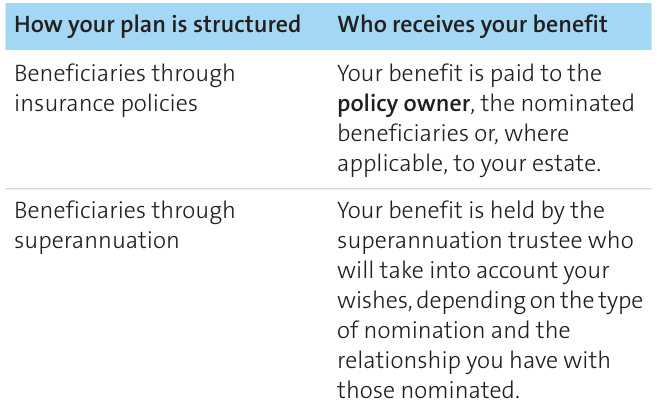 How your plan is structured
Who receives your benefit
Beneficiaries through
insurance policies
Your benefit is paid to the
policy owner, the nominated
beneficiaries or, where
applicable, to your estate.
Beneficiaries through
superannuation
Your benefit is held by the
superannuation trustee who
will take into account your
wishes, depending on the type
of nomination and the
relationship you have with
those nominated.